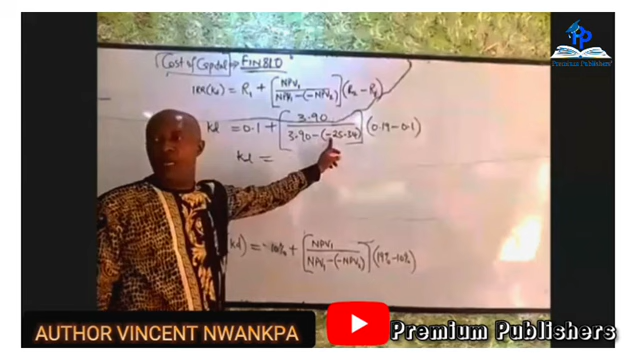 Premium Publishers'
Cost of Capital FIN 810
IRR(Kd) = R₁ + [NPV₁ / NPV₁ - (-NPV₂)] (R₂ - R₁)
Kd = 0.1 + [3.90 / 3.90 - (-25.54)] (0.19 - 0.1)
Kd =
Kd) = 10% + [NPV₁ / NPV₁ - (-NPV₂)] (19% - 10%)
AUTHOR VINCENT NWANKPA
Premium Publishers